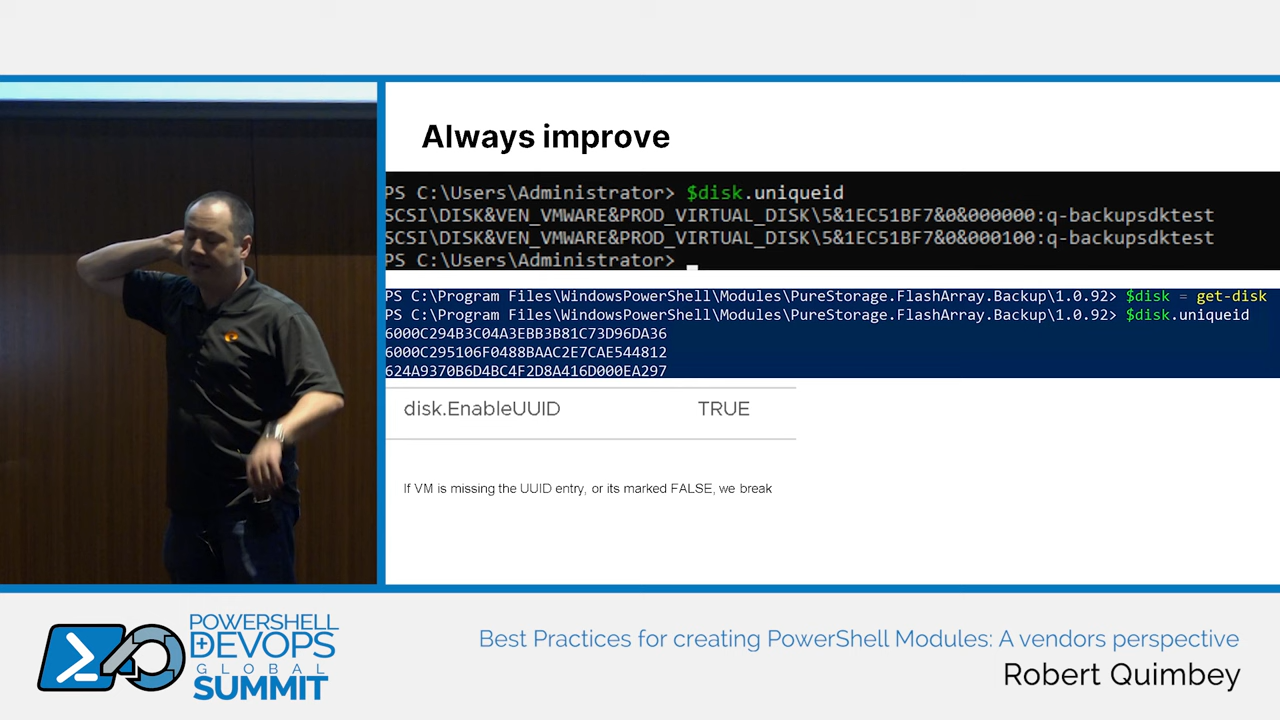 Always improve
PS C:\Users\Administrator> $disk.uniqueid
SCSI\DISK&VEN_VMWARE&PROD_VIRTUAL_DISK\5&1EC51BF7&0&000000:q-backupsdktest
SCSI\DISK&VEN_VMWARE&PROD_VIRTUAL_DISK\5&1EC51BF7&0&000100:q-backupsdktest
PS C:\Users\Administrator>
PS C:\Program Files\WindowsPowerShell\Modules\PureStorage.FlashArray.Backup\1.0.92> $disk = get-disk
PS C:\Program Files\WindowsPowerShell\Modules\PureStorage.FlashArray.Backup\1.0.92> $disk.uniqueid
6000C294B3C04A3EBB3B81C73D96DA36
6000C295106F0488BAAC2E7CAE544812
624A9370B6D4BC4F2D8A416D000EA297
disk.EnableUUID TRUE
If VM is missing the UUID entry, or its marked FALSE, we break
POWERSHELL
DEVOPS
GLOBAL
SUMMIT
Best Practices for creating PowerShell Modules: A vendors perspective
Robert Quimbey